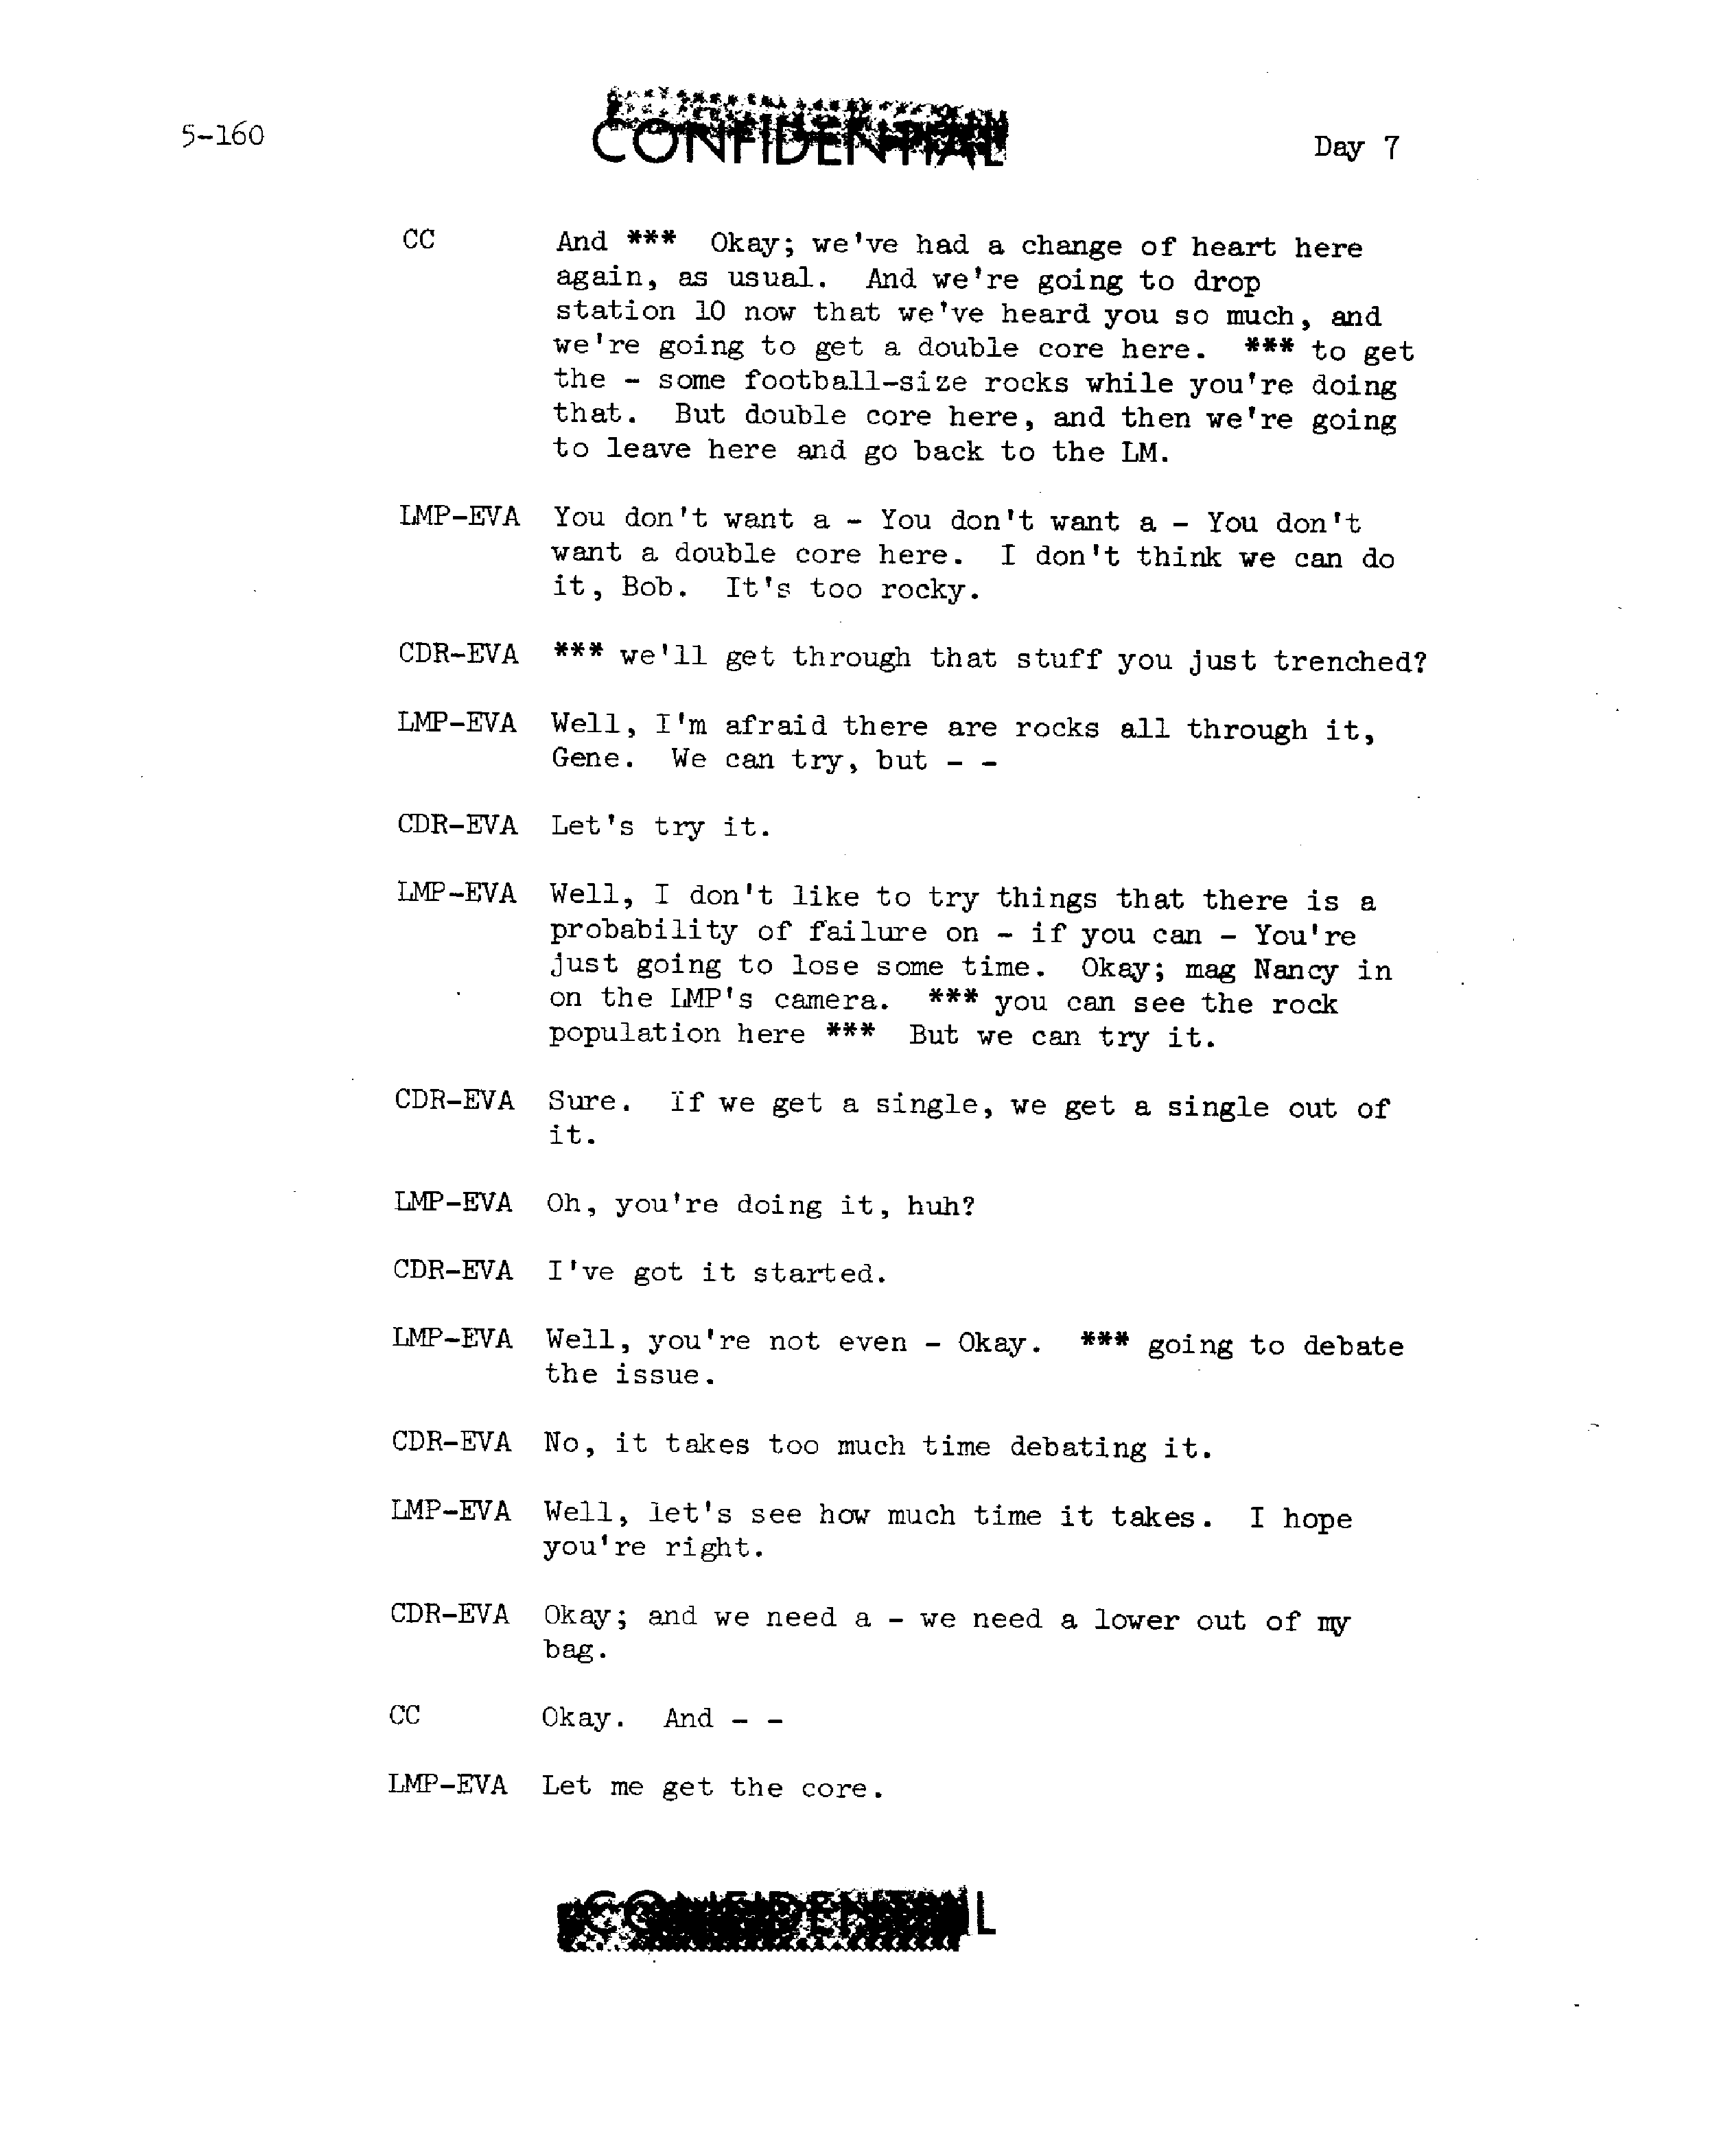 5-160
CONFIDENTIAL
Day 7
CC And *** Okay; we've had a change of heart here
again, as usual. And we're going to drop
station 10 now that we've heard you so much, and
we're going to get a double core here. *** to get
the - some football-size rocks while you're doing
that. But double core here, and then we're going
to leave here and go back to the LM.
LMP-EVA You don't want a - You don't want a - You don't
want a double core here. I don't think we can do
it, Bob. It's too rocky.
CDR-EVA *** we'll get through that stuff you just trenched?
LMP-EVA Well, I'm afraid there are rocks all through it,
Gene. We can try, but - -
CDR-EVA Let's try it.
LMP-EVA Well, I don't like to try things that there is a
probability of failure on - if you can - You're
just going to lose some time. Okay; mag Nancy in
on the LMP's camera. *** you can see the rock
population here *** But we can try it.
CDR-EVA Sure. If we get a single, we get a single out of
it.
LMP-EVA Oh, you're doing it, huh?
CDR-EVA I've got it started.
LMP-EVA Well, you're not even - Okay. *** going to debate
the issue.
CDR-EVA No, it takes too much time debating it.
LMP-EVA Well, let's see how much time it takes. I hope
you're right.
CDR-EVA Okay; and we need a - we need a lower out of my
bag.
CC Okay. And - -
LMP-EVA Let me get the core.
CONFIDENTIAL